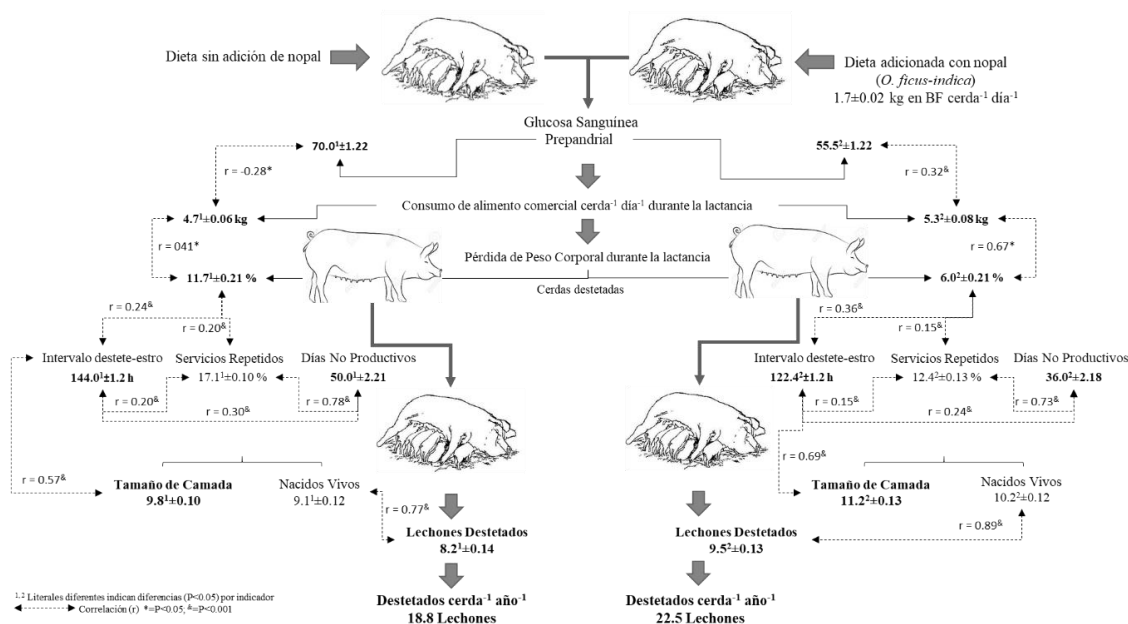 Dieta sin adición de nopal
Dieta adicionada con nopal
(O. ficus-indica)
1.7±0.02 kg en BF cerda⁻¹ día⁻¹
Glucosa Sanguínea
Prepandrial
70.0¹±1.22
55.5²±1.22
r = -0.28*
r = 0.32&
Consumo de alimento comercial cerda⁻¹ día⁻¹ durante la lactancia
4.7¹±0.06 kg
5.3²±0.08 kg
r = 041*
r = 0.67*
Pérdida de Peso Corporal durante la lactancia
11.7¹±0.21 %
6.0²±0.21 %
Cerdas destetadas
r = 0.24&
r = 0.20&
r = 0.36&
r = 0.15&
Intervalo destete-estro
144.0¹±1.2 h
Servicios Repetidos
17.1¹±0.10 %
Días No Productivos
50.0¹±2.21
Intervalo destete-estro
122.4²±1.2 h
Servicios Repetidos
12.4²±0.13 %
Días No Productivos
36.0²±2.18
r = 0.20&
r = 0.78&
r = 0.30&
r = 0.15&
r = 0.73&
r = 0.24&
r = 0.57&
r = 0.69&
Tamaño de Camada
9.8¹±0.10
Nacidos Vivos
9.1¹±0.12
Tamaño de Camada
11.2²±0.13
Nacidos Vivos
10.2²±0.12
r = 0.77&
r = 0.89&
Lechones Destetados
8.2¹±0.14
Lechones Destetados
9.5²±0.13
Destetados cerda⁻¹ año⁻¹
18.8 Lechones
Destetados cerda⁻¹ año⁻¹
22.5 Lechones
¹,² Literales diferentes indican diferencias (P<0.05) por indicador
Correlación (r) *=P<0.05; &=P<0.001